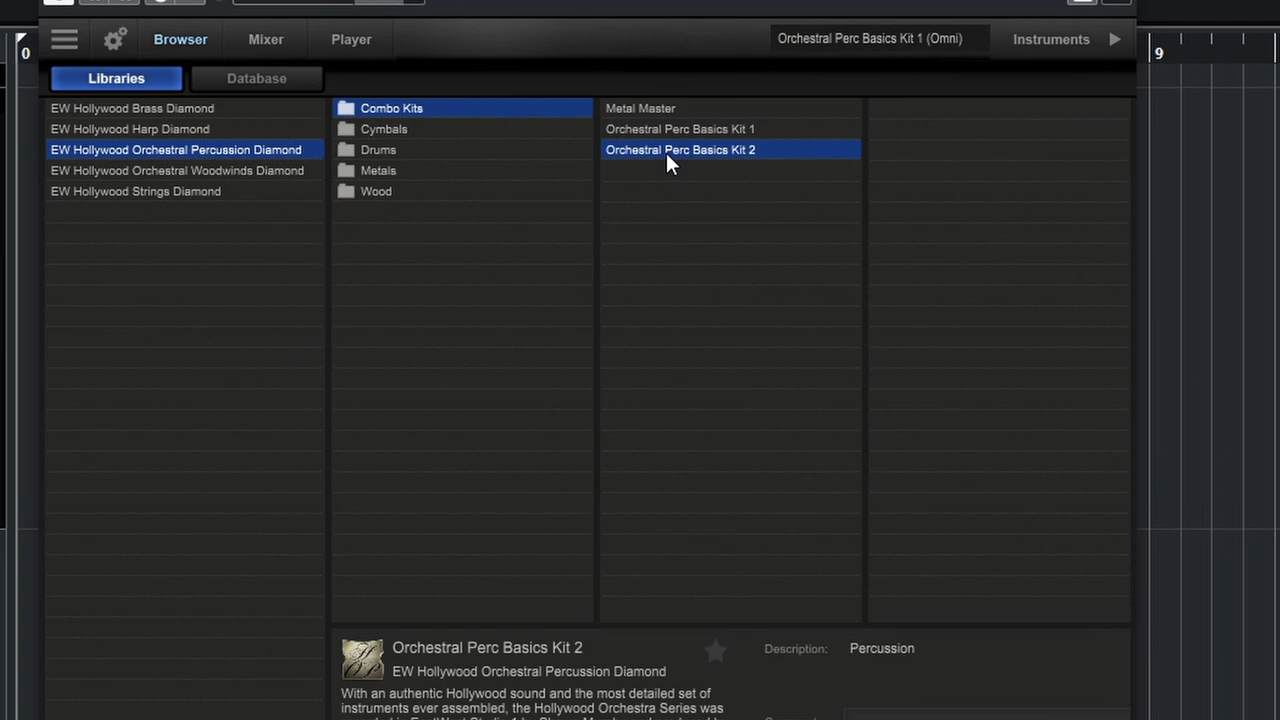 Browser
Mixer
Player
Orchestral Perc Basics Kit 1 (Omni)
Instruments
0
9
Libraries
Database
EW Hollywood Brass Diamond
EW Hollywood Harp Diamond
EW Hollywood Orchestral Percussion Diamond
EW Hollywood Orchestral Woodwinds Diamond
EW Hollywood Strings Diamond
Combo Kits
Cymbals
Drums
Metals
Wood
Metal Master
Orchestral Perc Basics Kit 1
Orchestral Perc Basics Kit 2
Orchestral Perc Basics Kit 2
EW Hollywood Orchestral Percussion Diamond
With an authentic Hollywood sound and the most detailed set of
instruments ever assembled, the Hollywood Orchestra Series was
Description:
Percussion